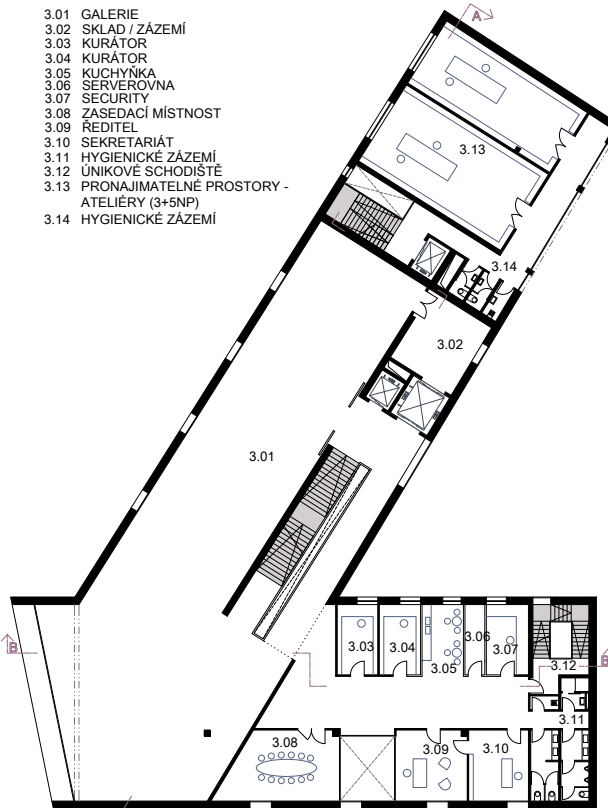 3.01 GALERIE
3.02 SKLAD / ZÁZEMÍ
3.03 KURÁTOR
3.04 KURÁTOR
3.05 KUCHYŇKA
3.06 SERVEROVNA
3.07 SECURITY
3.08 ZASEDACÍ MÍSTNOST
3.09 ŘEDITEL
3.10 SEKRETARIÁT
3.11 HYGIENICKÉ ZÁZEMÍ
3.12 ÚNIKOVÉ SCHODIŠTĚ
3.13 PRONAJIMATELNÉ PROSTORY -
ATELIÉRY (3+5NP)
3.14 HYGIENICKÉ ZÁZEMÍ
A
3.13
3.14
3.02
3.01
3.03
3.04
3.05
3.06
3.07
3.12
B
B
3.11
3.08
3.09
3.10